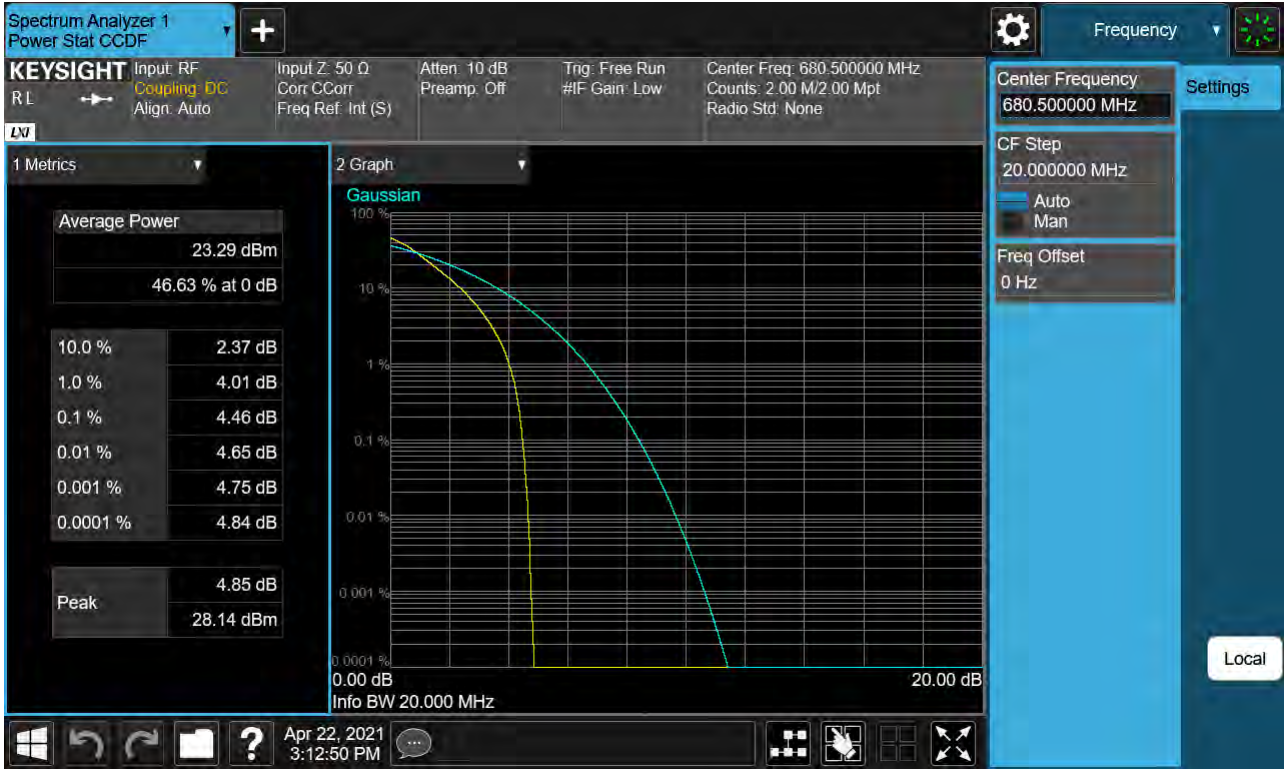 Spectrum Analyzer 1
Power Stat CCDF
+
Frequency
KEYSIGHT
R L
LXI
Input: RF
Coupling: DC
Align: Auto
Input Z: 50 Ω
Corr CCorr
Freq Ref: Int (S)
Atten: 10 dB
Preamp: Off
Trig: Free Run
#IF Gain: Low
Center Freq: 680.500000 MHz
Counts: 2.00 M/2.00 Mpt
Radio Std: None
Center Frequency
680.500000 MHz
Settings
CF Step
20.000000 MHz
Auto
Man
Freq Offset
0 Hz
Local
1 Metrics
Average Power
23.29 dBm
46.63 % at 0 dB
10.0 % 2.37 dB
1.0 % 4.01 dB
0.1 % 4.46 dB
0.01 % 4.65 dB
0.001 % 4.75 dB
0.0001 % 4.84 dB
Peak
4.85 dB
28.14 dBm
2 Graph
Gaussian
100 %
10 %
1 %
0.1 %
0.01 %
0.001 %
0.0001 %
0.00 dB 20.00 dB
Info BW 20.000 MHz
?
Apr 22, 2021
3:12:50 PM